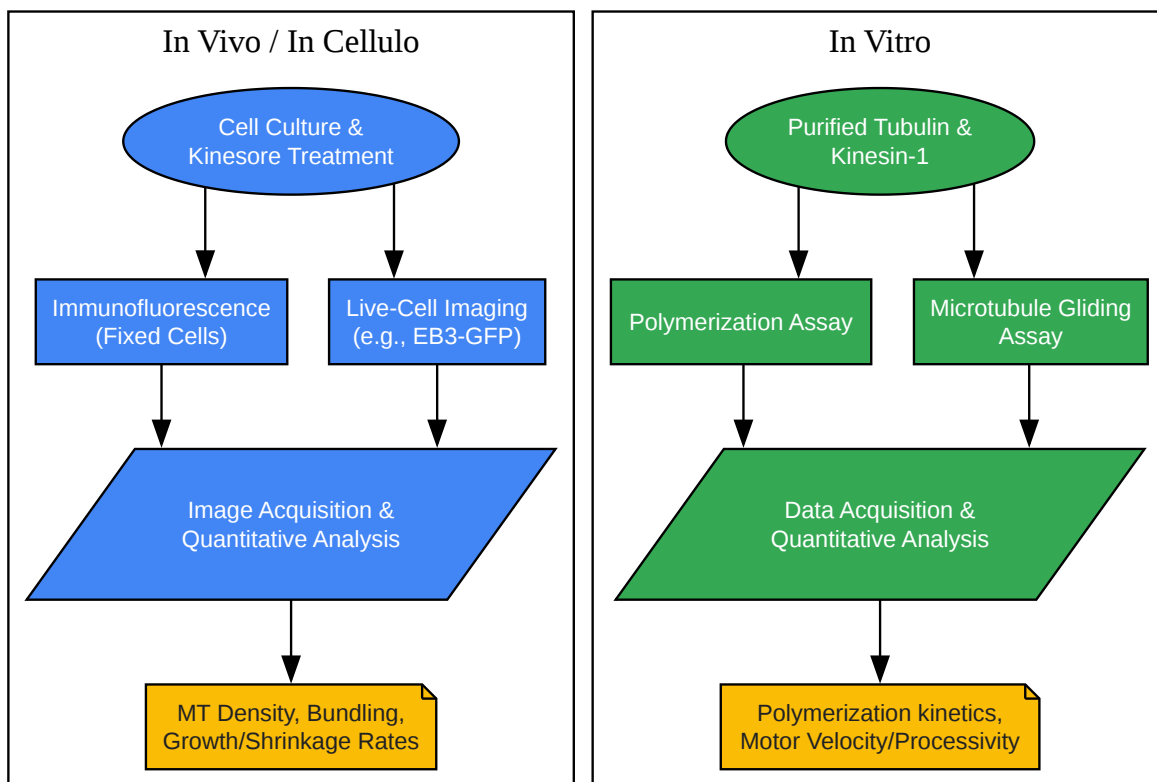 In Vivo / In Cellulo
Cell Culture &
Kinesore Treatment
Immunofluorescence
(Fixed Cells)
Live-Cell Imaging
(e.g., EB3-GFP)
Image Acquisition &
Quantitative Analysis
MT Density, Bundling,
Growth/Shrinkage Rates
In Vitro
Purified Tubulin &
Kinesin-1
Polymerization Assay
Microtubule Gliding
Assay
Data Acquisition &
Quantitative Analysis
Polymerization kinetics,
Motor Velocity/Processivity